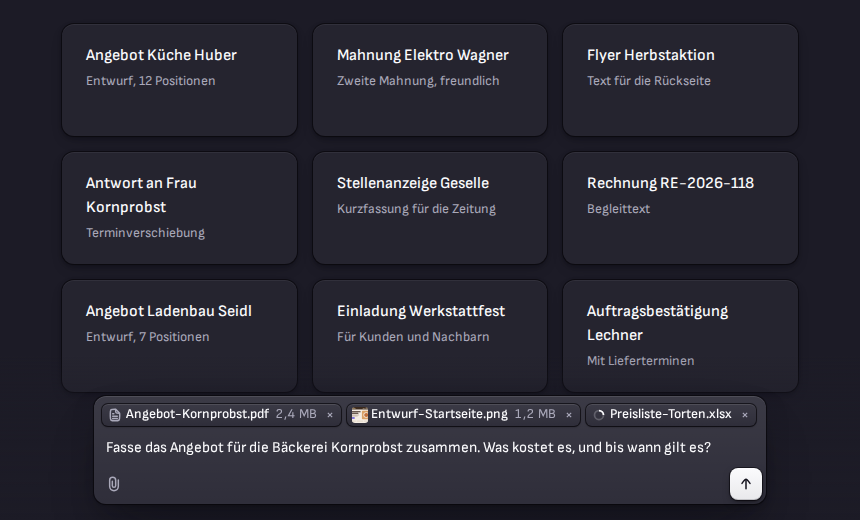 Angebot Küche Huber
Entwurf, 12 Positionen
Mahnung Elektro Wagner
Zweite Mahnung, freundlich
Flyer Herbstaktion
Text für die Rückseite
Antwort an Frau
Kornprobst
Terminverschiebung
Stellenanzeige Geselle
Kurzfassung für die Zeitung
Rechnung RE-2026-118
Begleittext
Angebot Ladenbau Seidl
Entwurf, 7 Positionen
Einladung Werkstattfest
Für Kunden und Nachbarn
Auftragsbestätigung
Lechner
Mit Lieferterminen
Angebot-Kornprobst.pdf 2,4 MB ×
Entwurf-Startseite.png 1,2 MB ×
Preisliste-Torten.xlsx ×
Fasse das Angebot für die Bäckerei Kornprobst zusammen. Was kostet es, und bis wann gilt es?